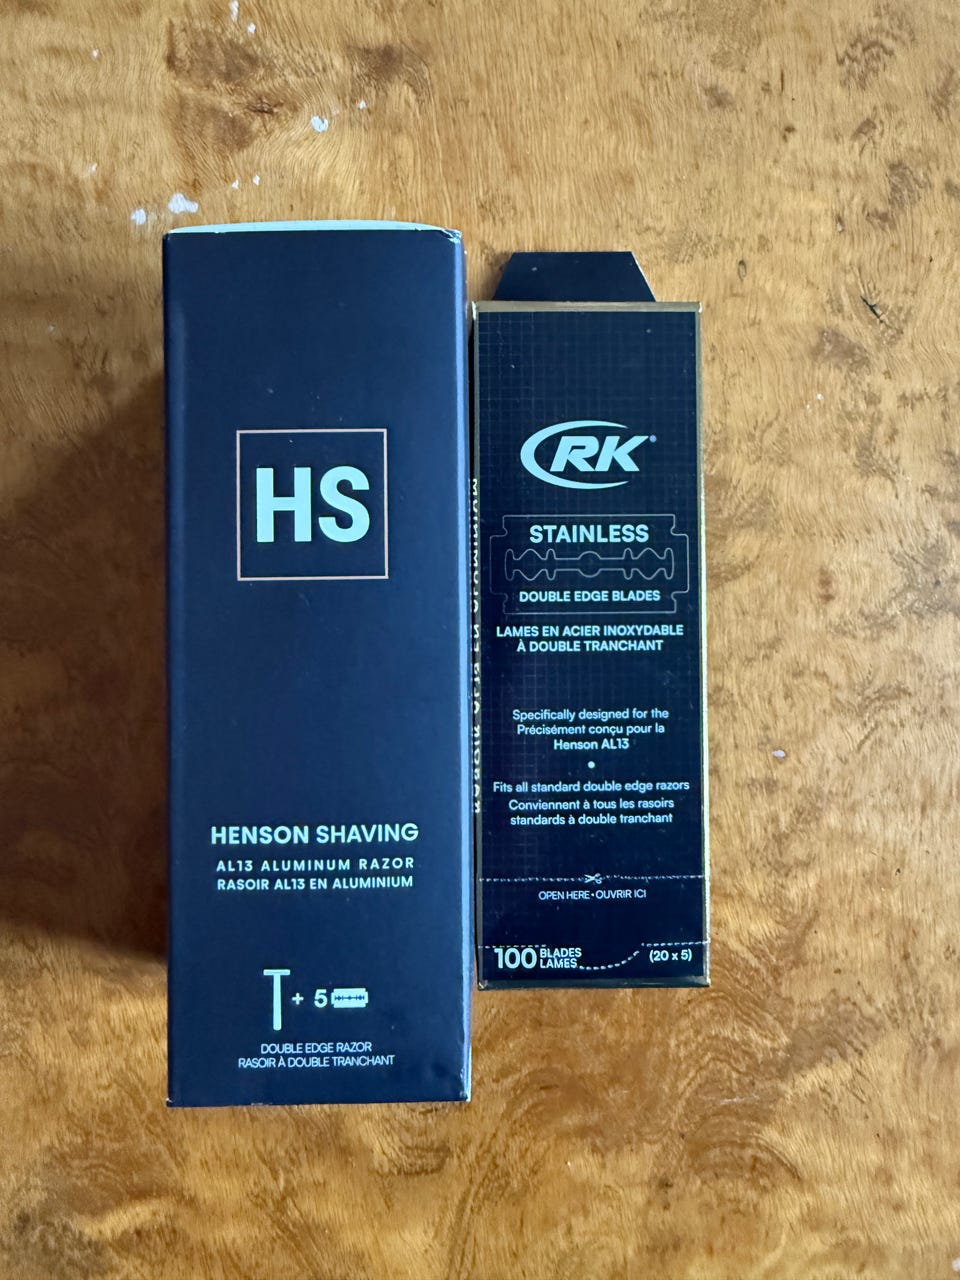 HS
HENSON SHAVING
AL13 ALUMINUM RAZOR
RASOIR AL13 EN ALUMINIUM
+ 5
DOUBLE EDGE RAZOR
RASOIR À DOUBLE TRANCHANT
RK
STAINLESS
DOUBLE EDGE BLADES
LAMES EN ACIER INOXYDABLE
À DOUBLE TRANCHANT
Specifically designed for the
Précisément conçu pour la
Henson AL13
Fits all standard double edge razors
Conviennent à tous les rasoirs
standards à double tranchant
OPEN HERE • OUVRIR ICI
100 BLADES
LAMES
(20 x 5)